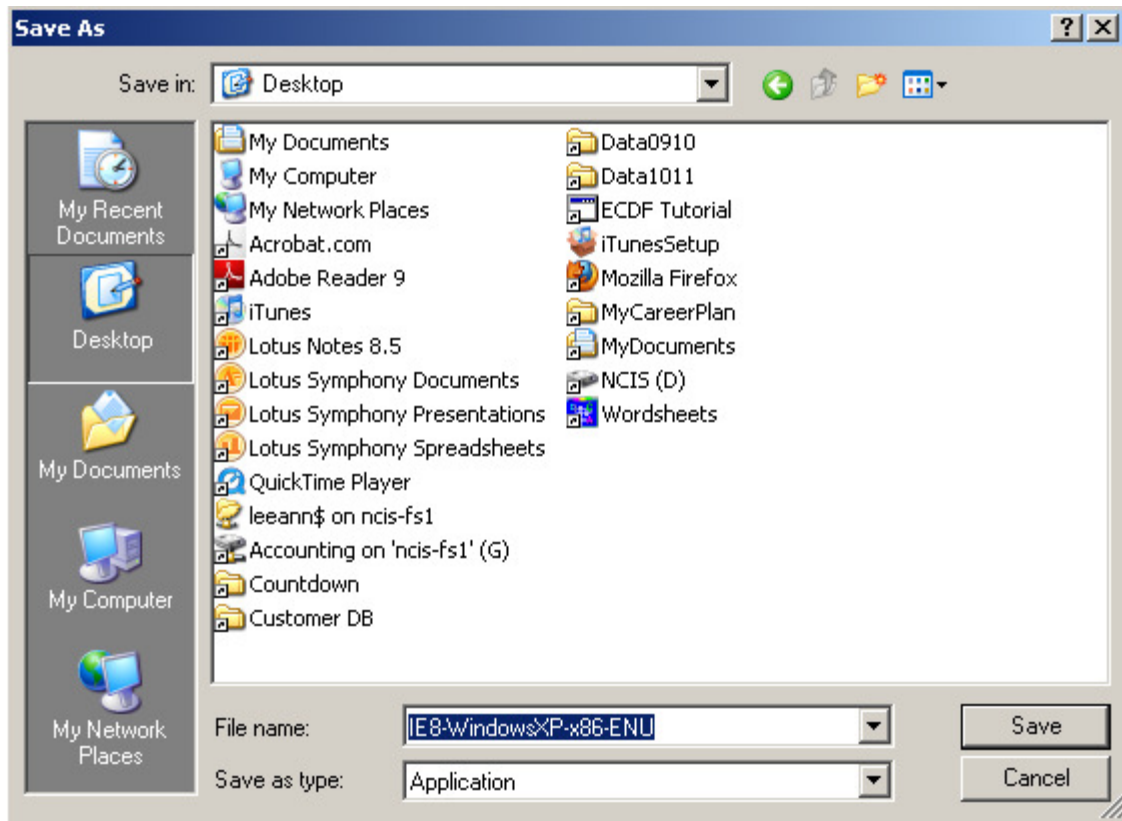 Save As
Save in:
Desktop
My Recent
Documents
Desktop
My Documents
My Computer
My Network
Places
My Documents
My Computer
My Network Places
Acrobat.com
Adobe Reader 9
iTunes
Lotus Notes 8.5
Lotus Symphony Documents
Lotus Symphony Presentations
Lotus Symphony Spreadsheets
QuickTime Player
leeann$ on ncis-fs1
Accounting on 'ncis-fs1' (G)
Countdown
Customer DB
Data0910
Data1011
ECDF Tutorial
iTunesSetup
Mozilla Firefox
MyCareerPlan
MyDocuments
NCIS (D)
Wordsheets
File name:
IE8-WindowsXP-x86-ENU
Save
Save as type:
Application
Cancel